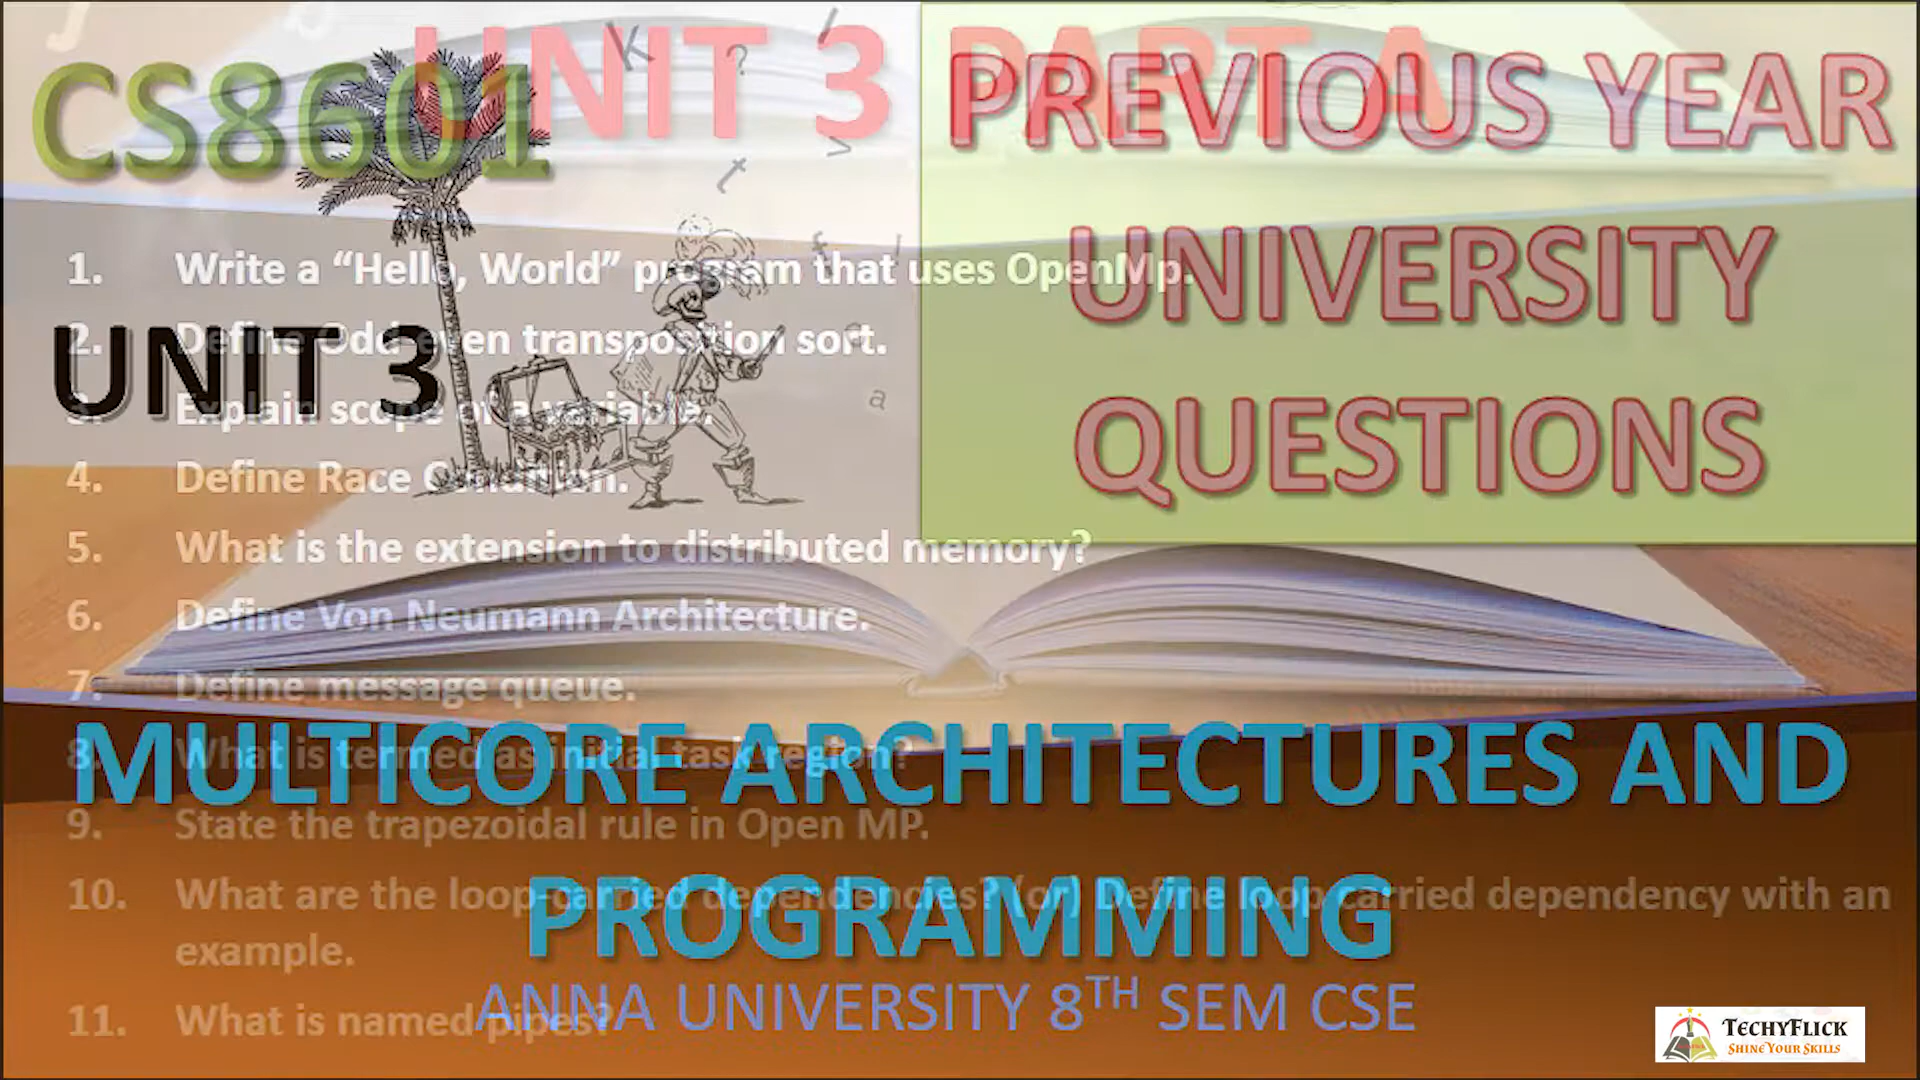 UNIT 3 PART A
CS8601
PREVIOUS YEAR
UNIVERSITY
QUESTIONS
UNIT 3
1. Write a “Hello, World” program that uses OpenMp.
2. Define Odd-even transposition sort.
3. Explain scope of a variable.
4. Define Race Condition.
5. What is the extension to distributed memory?
6. Define Von Neumann Architecture.
7. Define message queue.
8. What is termed as initial task region?
9. State the trapezoidal rule in Open MP.
10. What are the loop-carried dependencies? (or) Define loop carried dependency with an
example.
11. What is named pipes?
MULTICORE ARCHITECTURES AND
PROGRAMMING
ANNA UNIVERSITY 8TH SEM CSE
TECHYFLICK
SHINE YOUR SKILLS